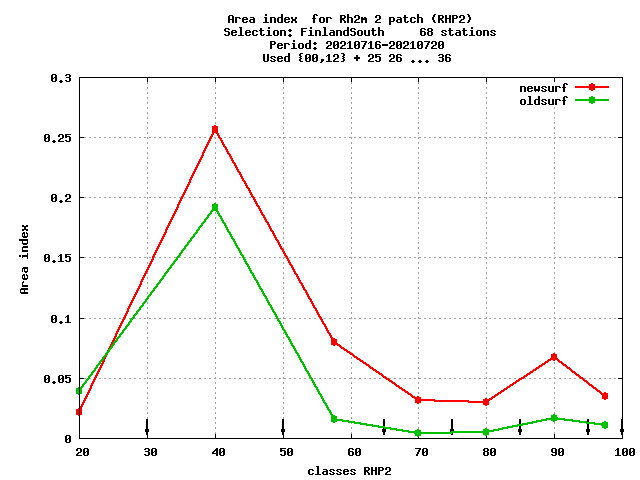 Area index  for Rh2m 2 patch (RHP2)
Selection: FinlandSouth     68 stations
Period: 20210716-20210720
Used {00,12} + 25 26 ... 36
newsurf
oldsurf
0.3
0.25
0.2
0.15
0.1
0.05
0
Area index
20 30 40 50 60 70 80 90 100
classes RHP2